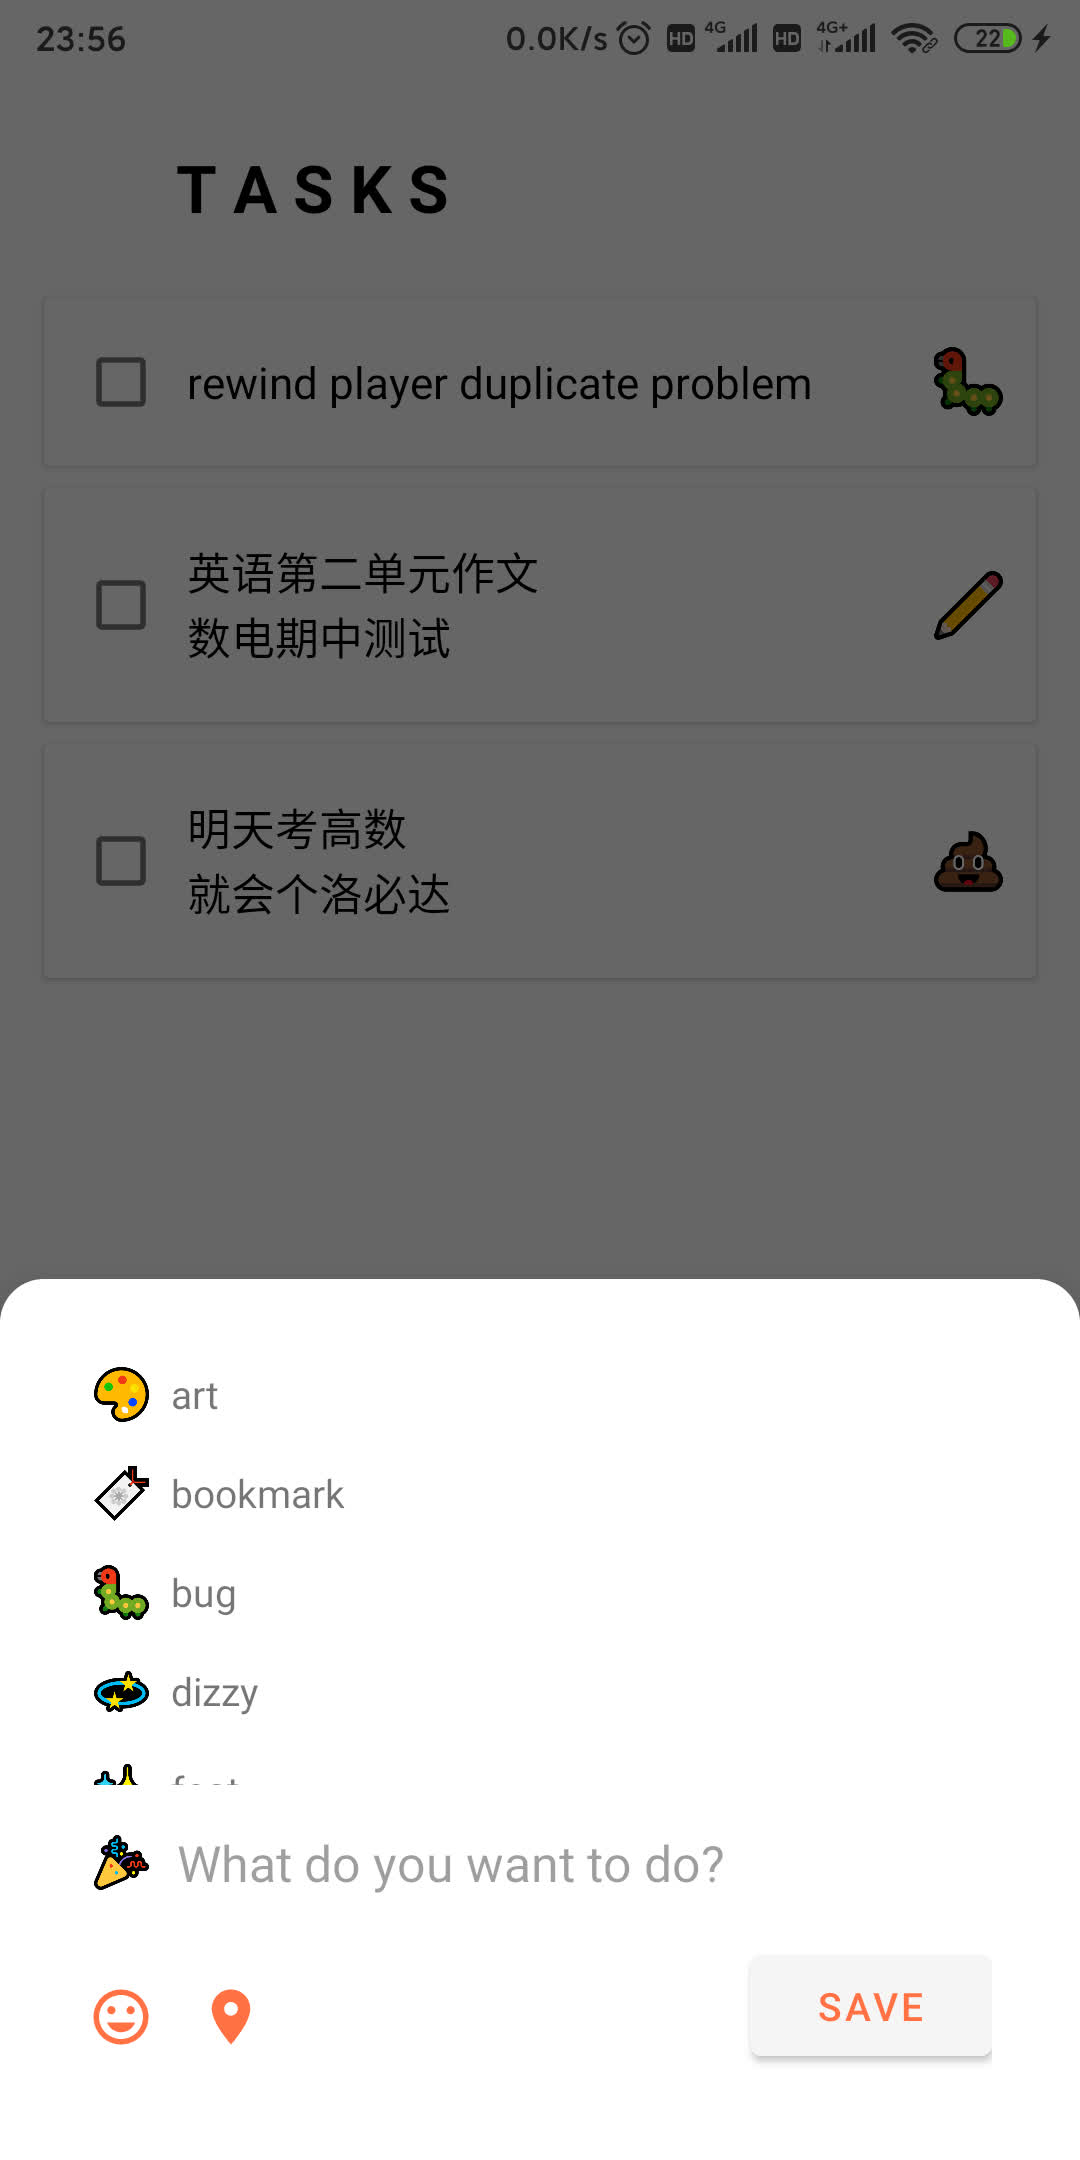 23:56
0.0K/s HD 4G HD 4G+ 22
TASKS
rewind player duplicate problem
英语第二单元作文
数电期中测试
明天考高数
就会个洛必达
art
bookmark
bug
dizzy
What do you want to do?
SAVE